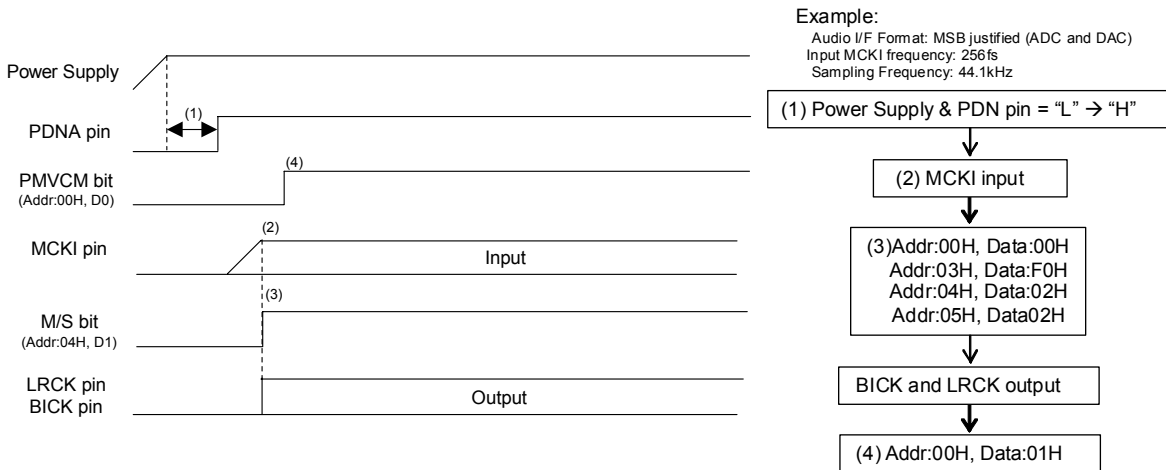 Power Supply
(1)
PDNA pin
(4)
PMVCM bit
(Addr:00H, D0)
(2)
MCKI pin
Input
(3)
M/S bit
(Addr:04H, D1)
LRCK pin
BICK pin
Output
Example:
Audio I/F Format: MSB justified (ADC and DAC)
Input MCKI frequency: 256fs
Sampling Frequency: 44.1kHz
(1) Power Supply & PDN pin = “L” → “H”
(2) MCKI input
(3)Addr:00H, Data:00H
Addr:03H, Data:F0H
Addr:04H, Data:02H
Addr:05H, Data02H
BICK and LRCK output
(4) Addr:00H, Data:01H